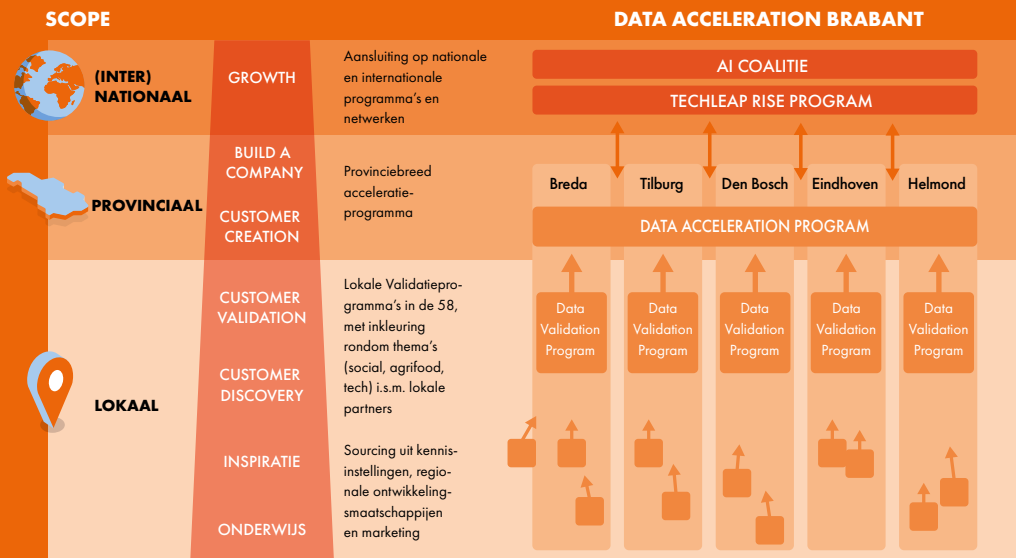 SCOPE
DATA ACCELERATION BRABANT
(INTER)
NATIONAAL
GROWTH
Aansluiting op nationale
en internationale
programma's en
netwerken
AI COALITIE
TECHLEAP RISE PROGRAM
PROVINCIAAL
BUILD A
COMPANY
CUSTOMER
CREATION
Provinciebreed
acceleratie-
programma
Breda
Tilburg
Den Bosch
Eindhoven
Helmond
DATA ACCELERATION PROGRAM
LOKAAL
CUSTOMER
VALIDATION
CUSTOMER
DISCOVERY
INSPIRATIE
ONDERWIJS
Lokale Validatiepro-
gramma's in de 58,
met inkleuring
rondom thema's
(social, agrifood,
tech) i.s.m. lokale
partners
Sourcing uit kennis-
instellingen, regio-
nale ontwikkeling-
smaatschappijen
en marketing
Data
Validation
Program
Data
Validation
Program
Data
Validation
Program
Data
Validation
Program
Data
Validation
Program